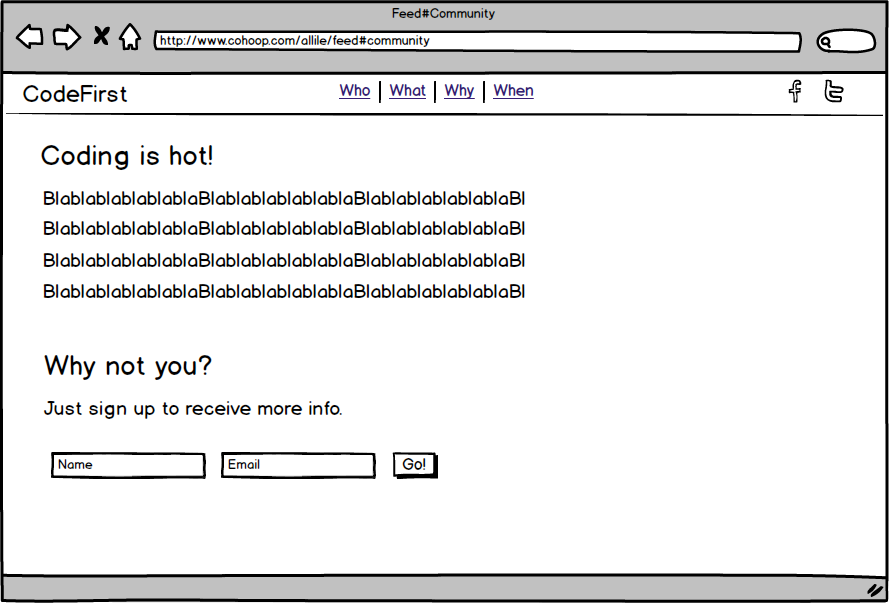 Feed#Community
http://www.cohoop.com/allile/feed#community
CodeFirst Who | What | Why | When
Coding is hot!
BlablablablablablaBlablablablablablaBlablablablablablaBl
BlablablablablablaBlablablablablablaBlablablablablablaBl
BlablablablablablaBlablablablablablaBlablablablablablaBl
BlablablablablablaBlablablablablablaBlablablablablablaBl
Why not you?
Just sign up to receive more info.
Name Email Go!